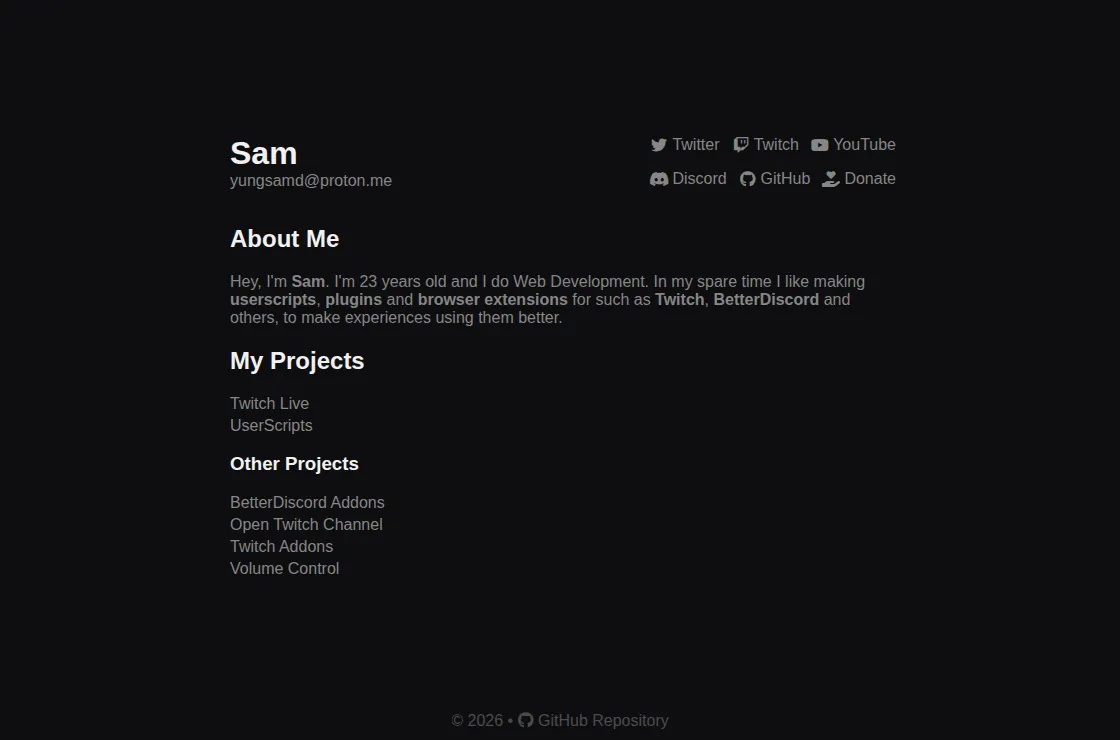 Sam
yungsamd@proton.me
Twitter Twitch YouTube
Discord GitHub Donate
About Me
Hey, I'm Sam. I'm 23 years old and I do Web Development. In my spare time I like making
userscripts, plugins and browser extensions for such as Twitch, BetterDiscord and
others, to make experiences using them better.
My Projects
Twitch Live
UserScripts
Other Projects
BetterDiscord Addons
Open Twitch Channel
Twitch Addons
Volume Control
© 2026 • GitHub Repository